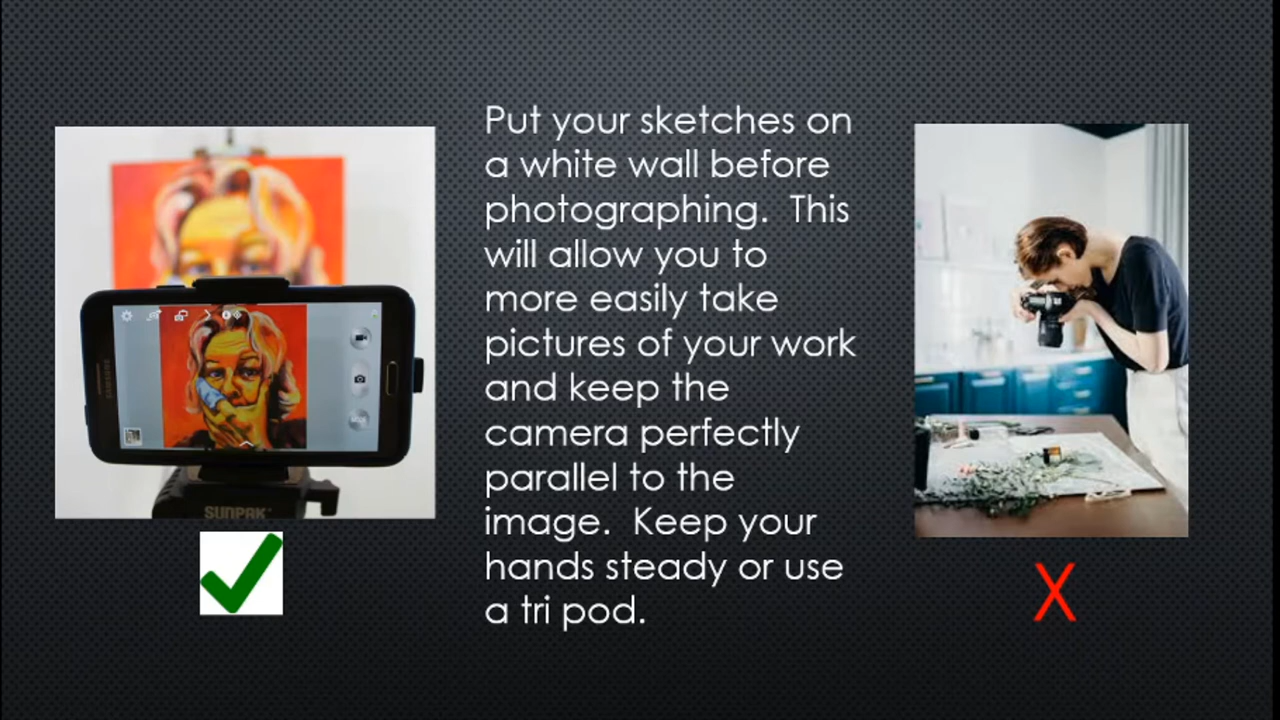 Put your sketches on
a white wall before
photographing.  This
will allow you to
more easily take
pictures of your work
and keep the
camera perfectly
parallel to the
image.  Keep your
hands steady or use
a tri pod.
SAMSUNG
SUNPAK
X